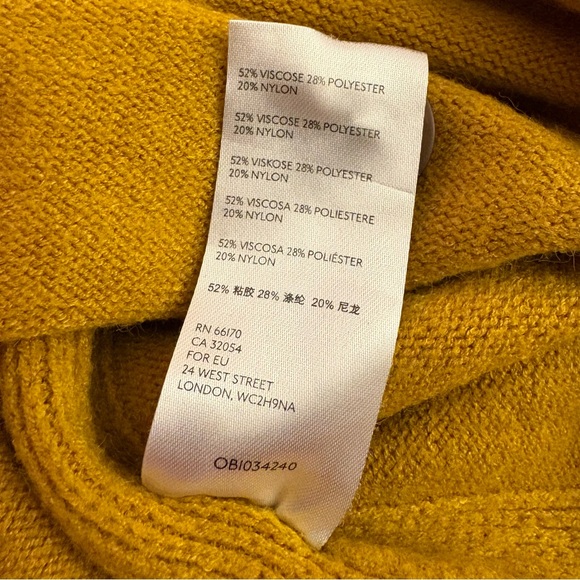 52% VISCOSE 28% POLYESTER
20% NYLON
52% VISCOSE 28% POLYESTER
20% NYLON
52% VISKOSE 28% POLYESTER
20% NYLON
52% VISCOSA 28% POLIESTERE
20% NYLON
52% VISCOSA 28% POLIÉSTER
20% NYLON
52% 粘胶 28% 涤纶 20% 尼龙
RN 66170
CA 32054
FOR EU
24 WEST STREET
LONDON, WC2H9NA
OBI034240